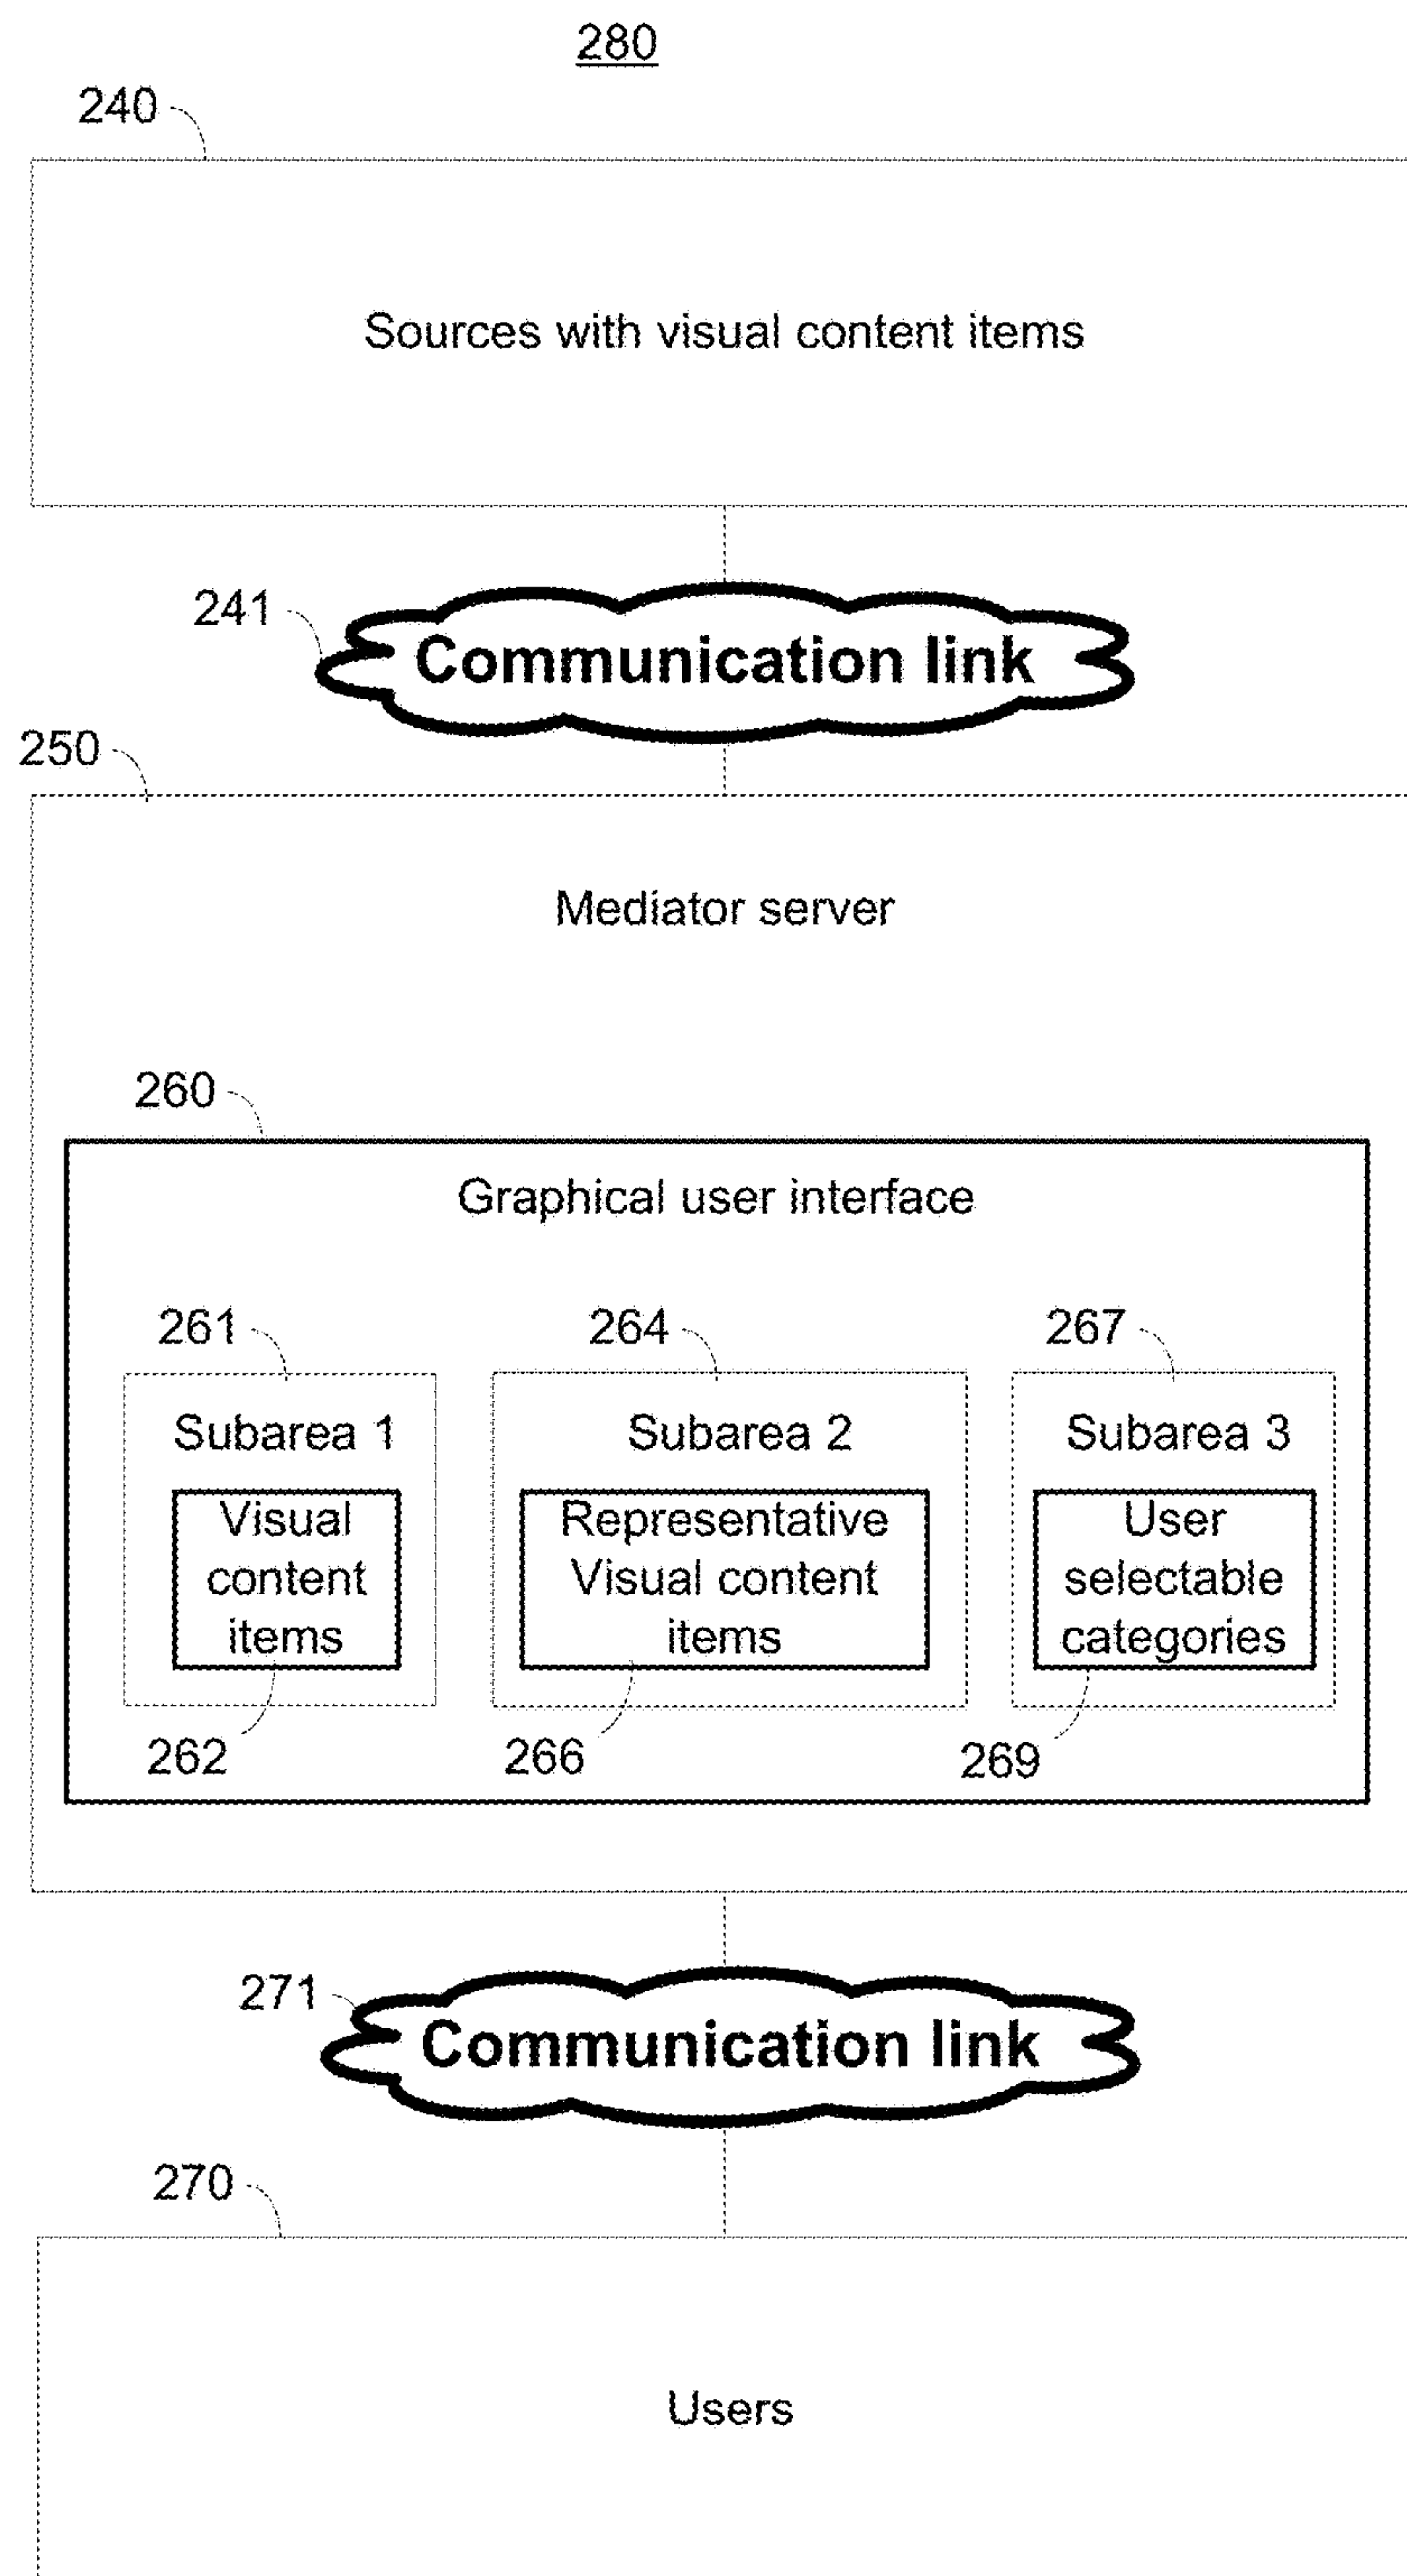 280
240
Sources with visual content items
241
Communication link
250
Mediator server
260
Graphical user interface
261
264
267
Subarea 1
Subarea 2
Subarea 3
Visual
content
items
Representative
Visual content
items
User
selectable
categories
262
266
269
271
Communication link
270
Users